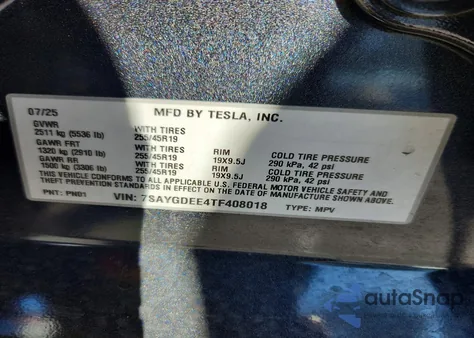 07/25 MFD BY TESLA, INC.
GVWR
2511 kg (5536 lb) WITH TIRES 255/45R19
GAWR FRT
1320 kg (2910 lb) WITH TIRES 255/45R19 RIM 19X9.5J COLD TIRE PRESSURE 290 kPa, 42 psi
GAWR RR
1500 kg (3306 lb) WITH TIRES 255/45R19 RIM 19X9.5J COLD TIRE PRESSURE 290 kPa, 42 psi
THIS VEHICLE CONFORMS TO ALL APPLICABLE U.S. FEDERAL MOTOR VEHICLE SAFETY AND
THEFT PREVENTION STANDARDS IN EFFECT ON THE DATE OF MANUFACTURE SHOWN ABOVE.
PNT: PN01 VIN: 7SAYGDEE4TF408018 TYPE: MPV
autoSnap